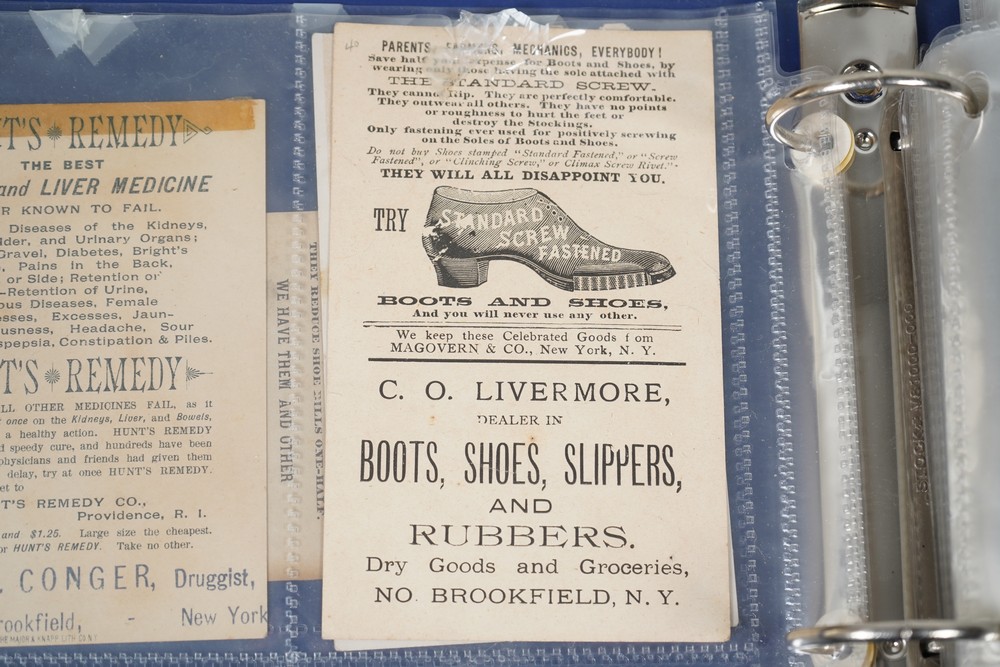 T'S REMEDY
THE BEST
and LIVER MEDICINE
R KNOWN TO FAIL.
Diseases of the Kidneys,
der, and Urinary Organs;
Gravel, Diabetes, Bright's
Pains in the Back,
or Side; Retention or
-Retention of Urine,
ous Diseases, Female
esses, Excesses, Jaun-
ousness, Headache, Sour
spepsia, Constipation & Piles.
T'S REMEDY
LL OTHER MEDICINES FAIL, as it
once on the Kidneys, Liver, and Bowels,
a healthy action. HUNT'S REMEDY
d speedy cure, and hundreds have been
physicians and friends had given them
delay, try at once HUNT'S REMEDY.
et to
T'S REMEDY CO.,
Providence, R. I.
and $1.25. Large size the cheapest.
or HUNT'S REMEDY. Take no other.
CONGER, Druggist,
rookfield, New York
THEY REDUCE SHOE BILLS ONE-HALF.
WE HAVE THEM AND OTHER
40
PARENTS, FARMERS, MECHANICS, EVERYBODY!
Save half your expense for Boots and Shoes, by
wearing only those having the sole attached with
THE STANDARD SCREW.
They cannot Rip. They are perfectly comfortable.
They outwear all others. They have no points
or roughness to hurt the feet or
destroy the Stockings.
Only fastening ever used for positively screwing
on the Soles of Boots and Shoes.
Do not buy Shoes stamped "Standard Fastened," or "Screw
Fastened", or "Clinching Screw," or Climax Screw Rivet."-
THEY WILL ALL DISAPPOINT YOU.
TRY
STANDARD
SCREW
FASTENED
BOOTS AND SHOES,
And you will never use any other.
We keep these Celebrated Goods f om
MAGOVERN & CO., New York, N. Y.
C. O. LIVERMORE,
DEALER IN
BOOTS, SHOES, SLIPPERS,
AND
RUBBERS.
Dry Goods and Groceries,
NO. BROOKFIELD, N. Y.